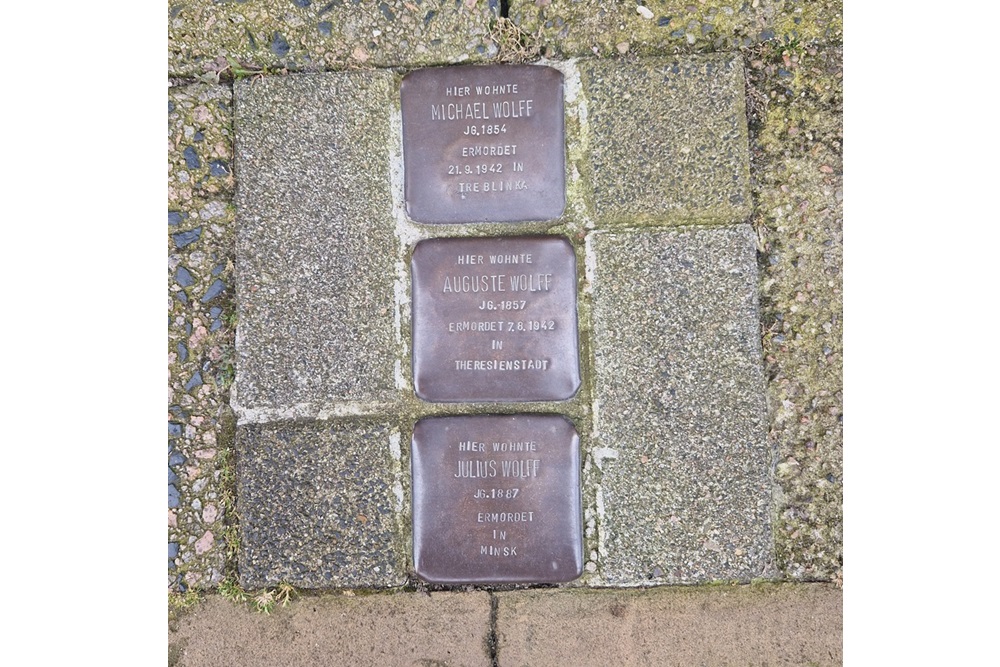 HIER WOHNTE
MICHAEL WOLFF
JG. 1854
ERMORDET
21.9.1942 IN
TREBLINKA
HIER WOHNTE
AUGUSTE WOLFF
JG. 1857
ERMORDET 7.8.1942
IN
THERESIENSTADT
HIER WOHNTE
JULIUS WOLFF
JG. 1887
ERMORDET
IN
MINSK